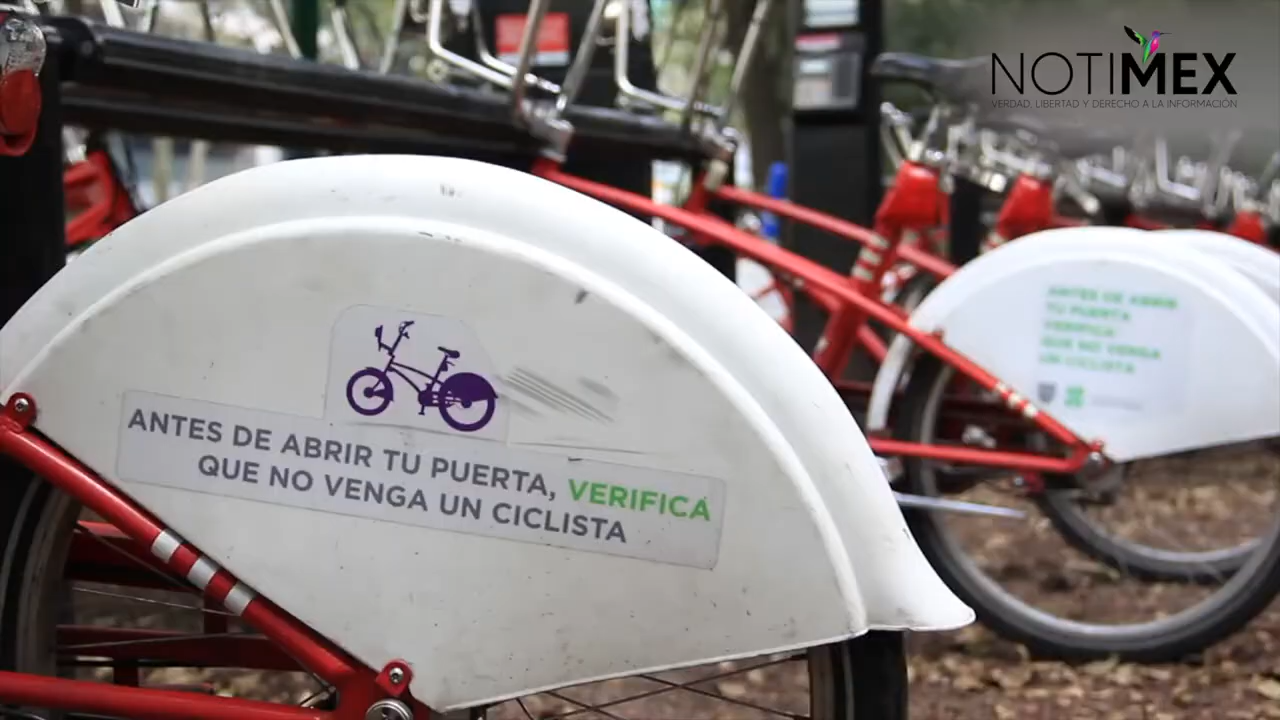 NOTIMEX
VERDAD, LIBERTAD Y DERECHO A LA INFORMACIÓN
ANTES DE ABRIR TU PUERTA, VERIFICA
QUE NO VENGA UN CICLISTA
ANTES DE ABRIR
TU PUERTA
VERIFICA
QUE NO VENGA
UN CICLISTA